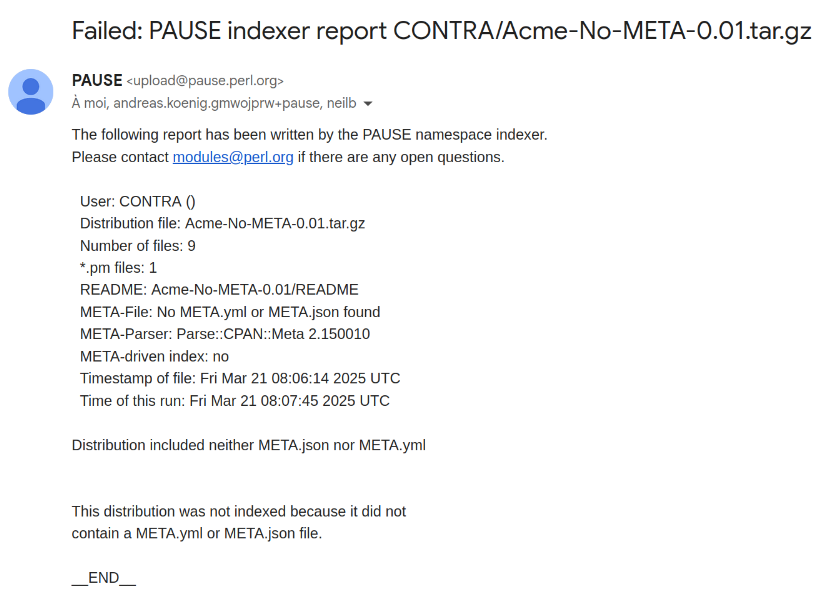 Failed: PAUSE indexer report CONTRA/Acme-No-META-0.01.tar.gz
PAUSE <upload@pause.perl.org>
À moi, andreas.koenig.gmwojprw+pause, neilb
The following report has been written by the PAUSE namespace indexer.
Please contact modules@perl.org if there are any open questions.
User: CONTRA ()
Distribution file: Acme-No-META-0.01.tar.gz
Number of files: 9
*.pm files: 1
README: Acme-No-META-0.01/README
META-File: No META.yml or META.json found
META-Parser: Parse::CPAN::Meta 2.150010
META-driven index: no
Timestamp of file: Fri Mar 21 08:06:14 2025 UTC
Time of this run: Fri Mar 21 08:07:45 2025 UTC
Distribution included neither META.json nor META.yml
This distribution was not indexed because it did not
contain a META.yml or META.json file.
__END__